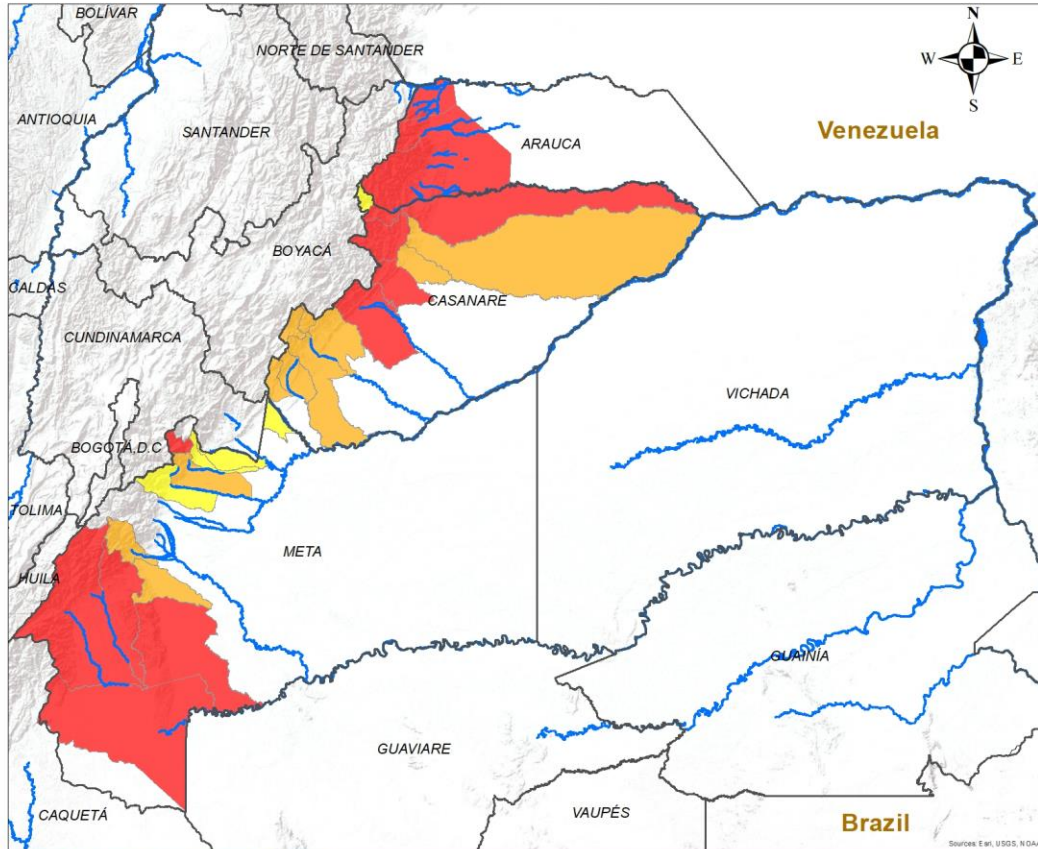 BOLÍVAR
NORTE DE SANTANDER
N
W
E
S
ANTIOQUIA
SANTANDER
ARAUCA
Venezuela
BOYACÁ
CALDAS
CASANARE
CUNDINAMARCA
VICHADA
BOGOTÁ,D.C
TOLIMA
META
HUILA
GUAINÍA
GUAVIARE
CAQUETÁ
VAUPÉS
Brazil
Sources: Esri, USGS, NOAA